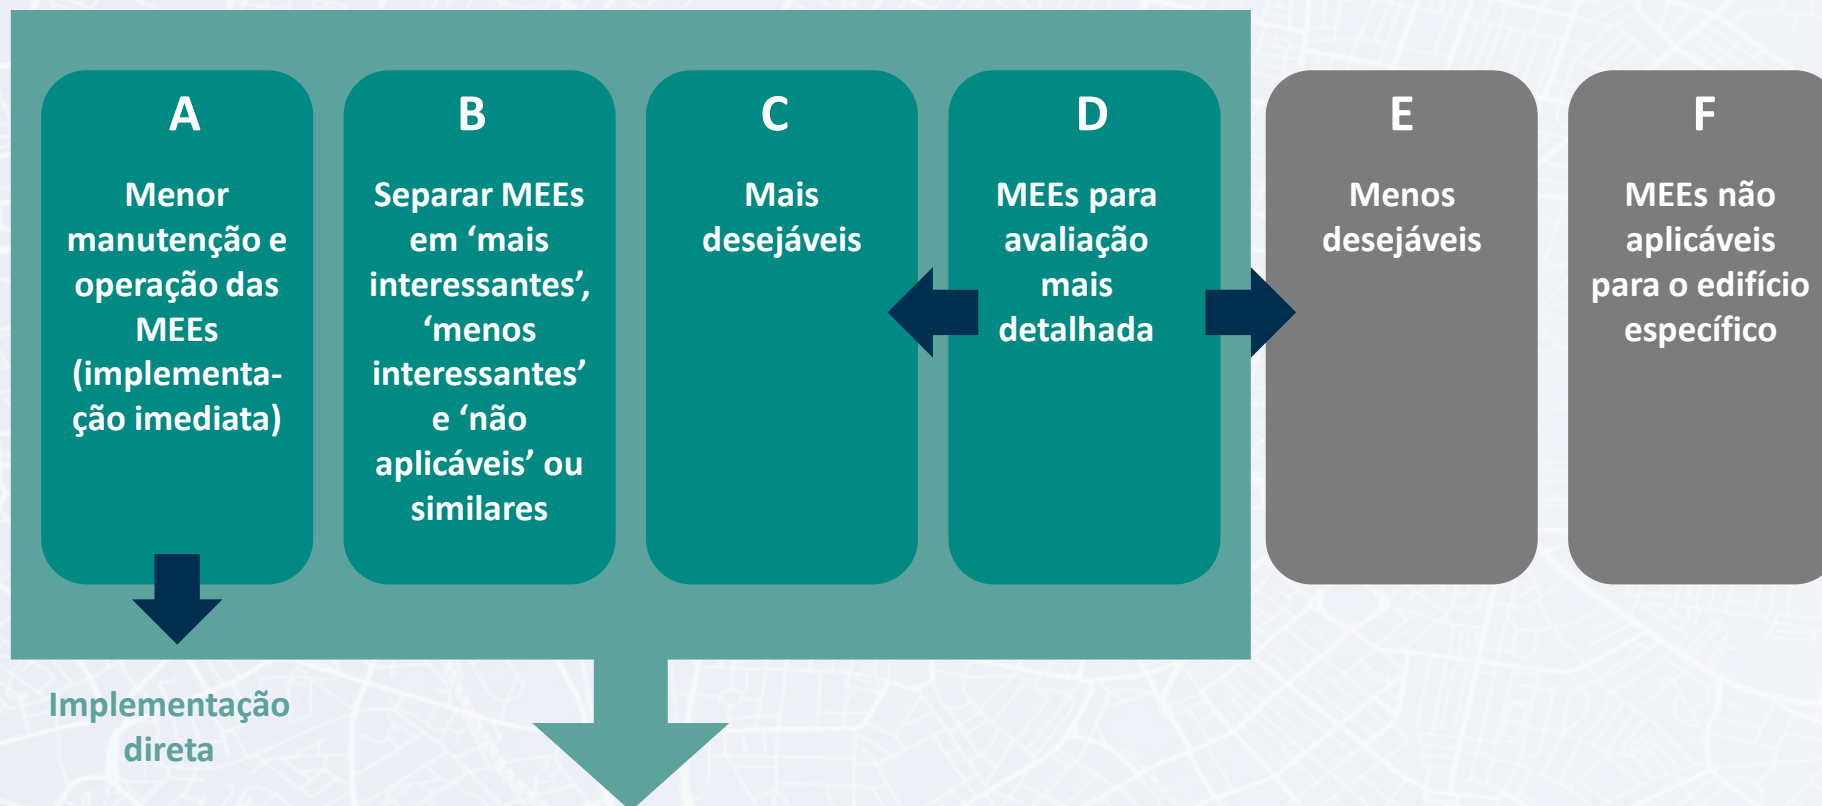 A
Menor
manutenção e
operação das
MEEs
(implementa-
ção imediata)
B
Separar MEEs
em ‘mais
interessantes’,
‘menos
interessantes’
e ‘não
aplicáveis’ ou
similares
C
Mais
desejáveis
D
MEEs para
avaliação
mais
detalhada
E
Menos
desejáveis
F
MEEs não
aplicáveis
para o edifício
específico
Implementação
direta